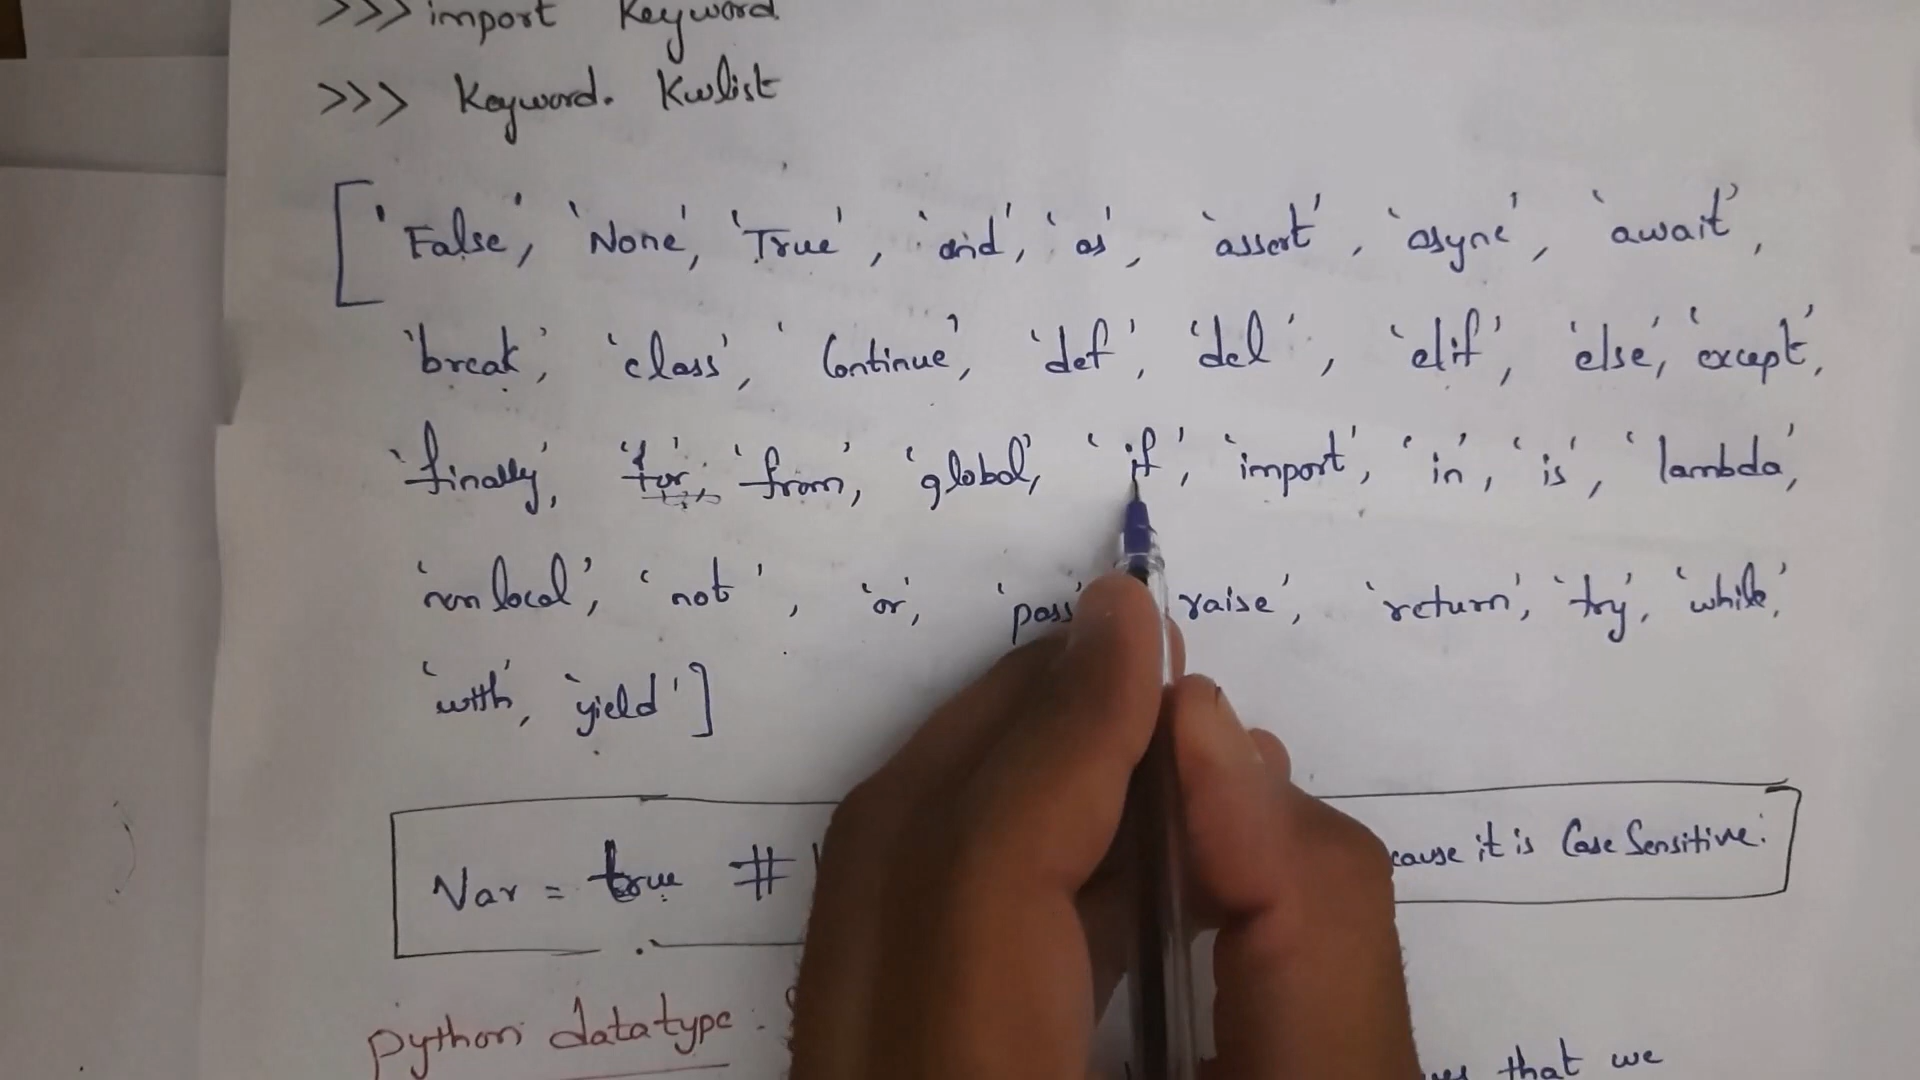 >>> import Keyword
>>> Keyword. Kwlist
['False', 'None', 'True', 'and', 'as', 'assert', 'async', 'await',
'break', 'class', 'Continue', 'def', 'del', 'elif', 'else', 'except',
'finally', 'for', 'from', 'global', 'if', 'import', 'in', 'is', 'lambda',
'nonlocal', 'not', 'or', 'pass' raise', 'return', 'try', 'while',
'with', 'yield']
Var = true # cause it is Case Sensitive.
python datatype. that we